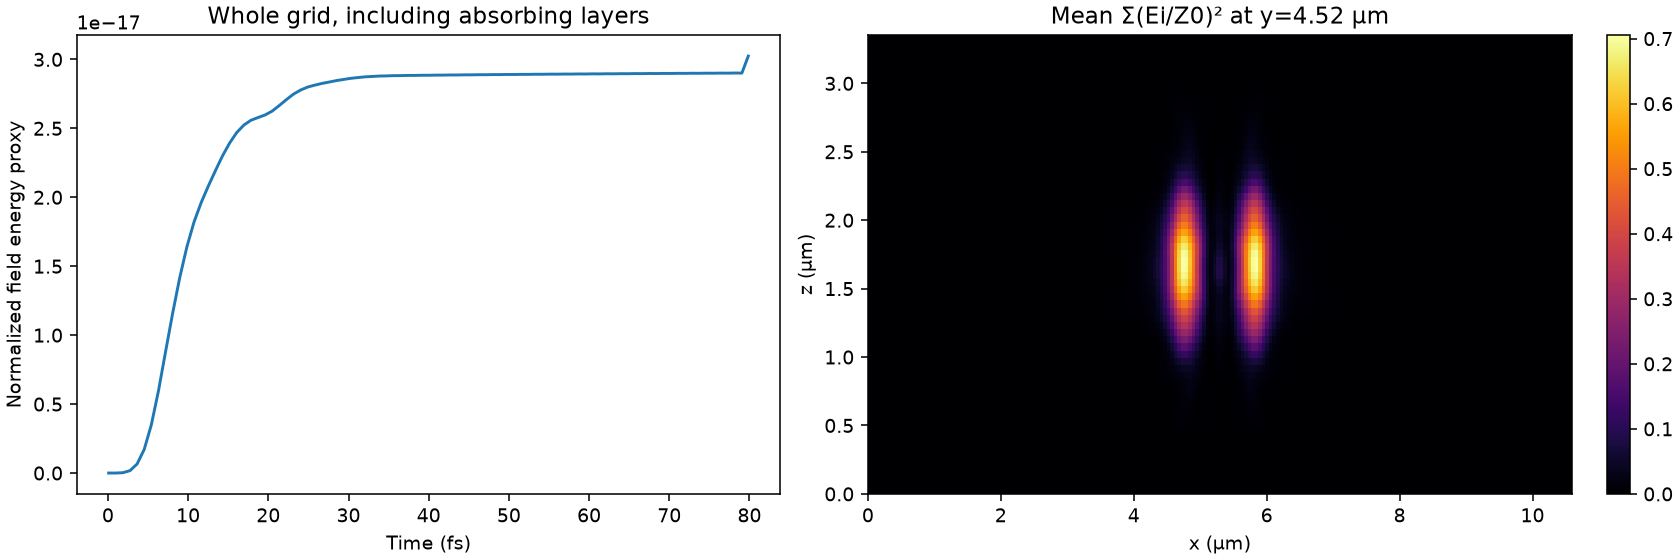 Whole grid, including absorbing layers
1e−17
Normalized field energy proxy
3.0
2.5
2.0
1.5
1.0
0.5
0.0
0 10 20 30 40 50 60 70 80
Time (fs)
Mean Σ(Ei/Z0)² at y=4.52 μm
z (μm)
3.0
2.5
2.0
1.5
1.0
0.5
0.0
0 2 4 6 8 10
x (μm)
0.7
0.6
0.5
0.4
0.3
0.2
0.1
0.0